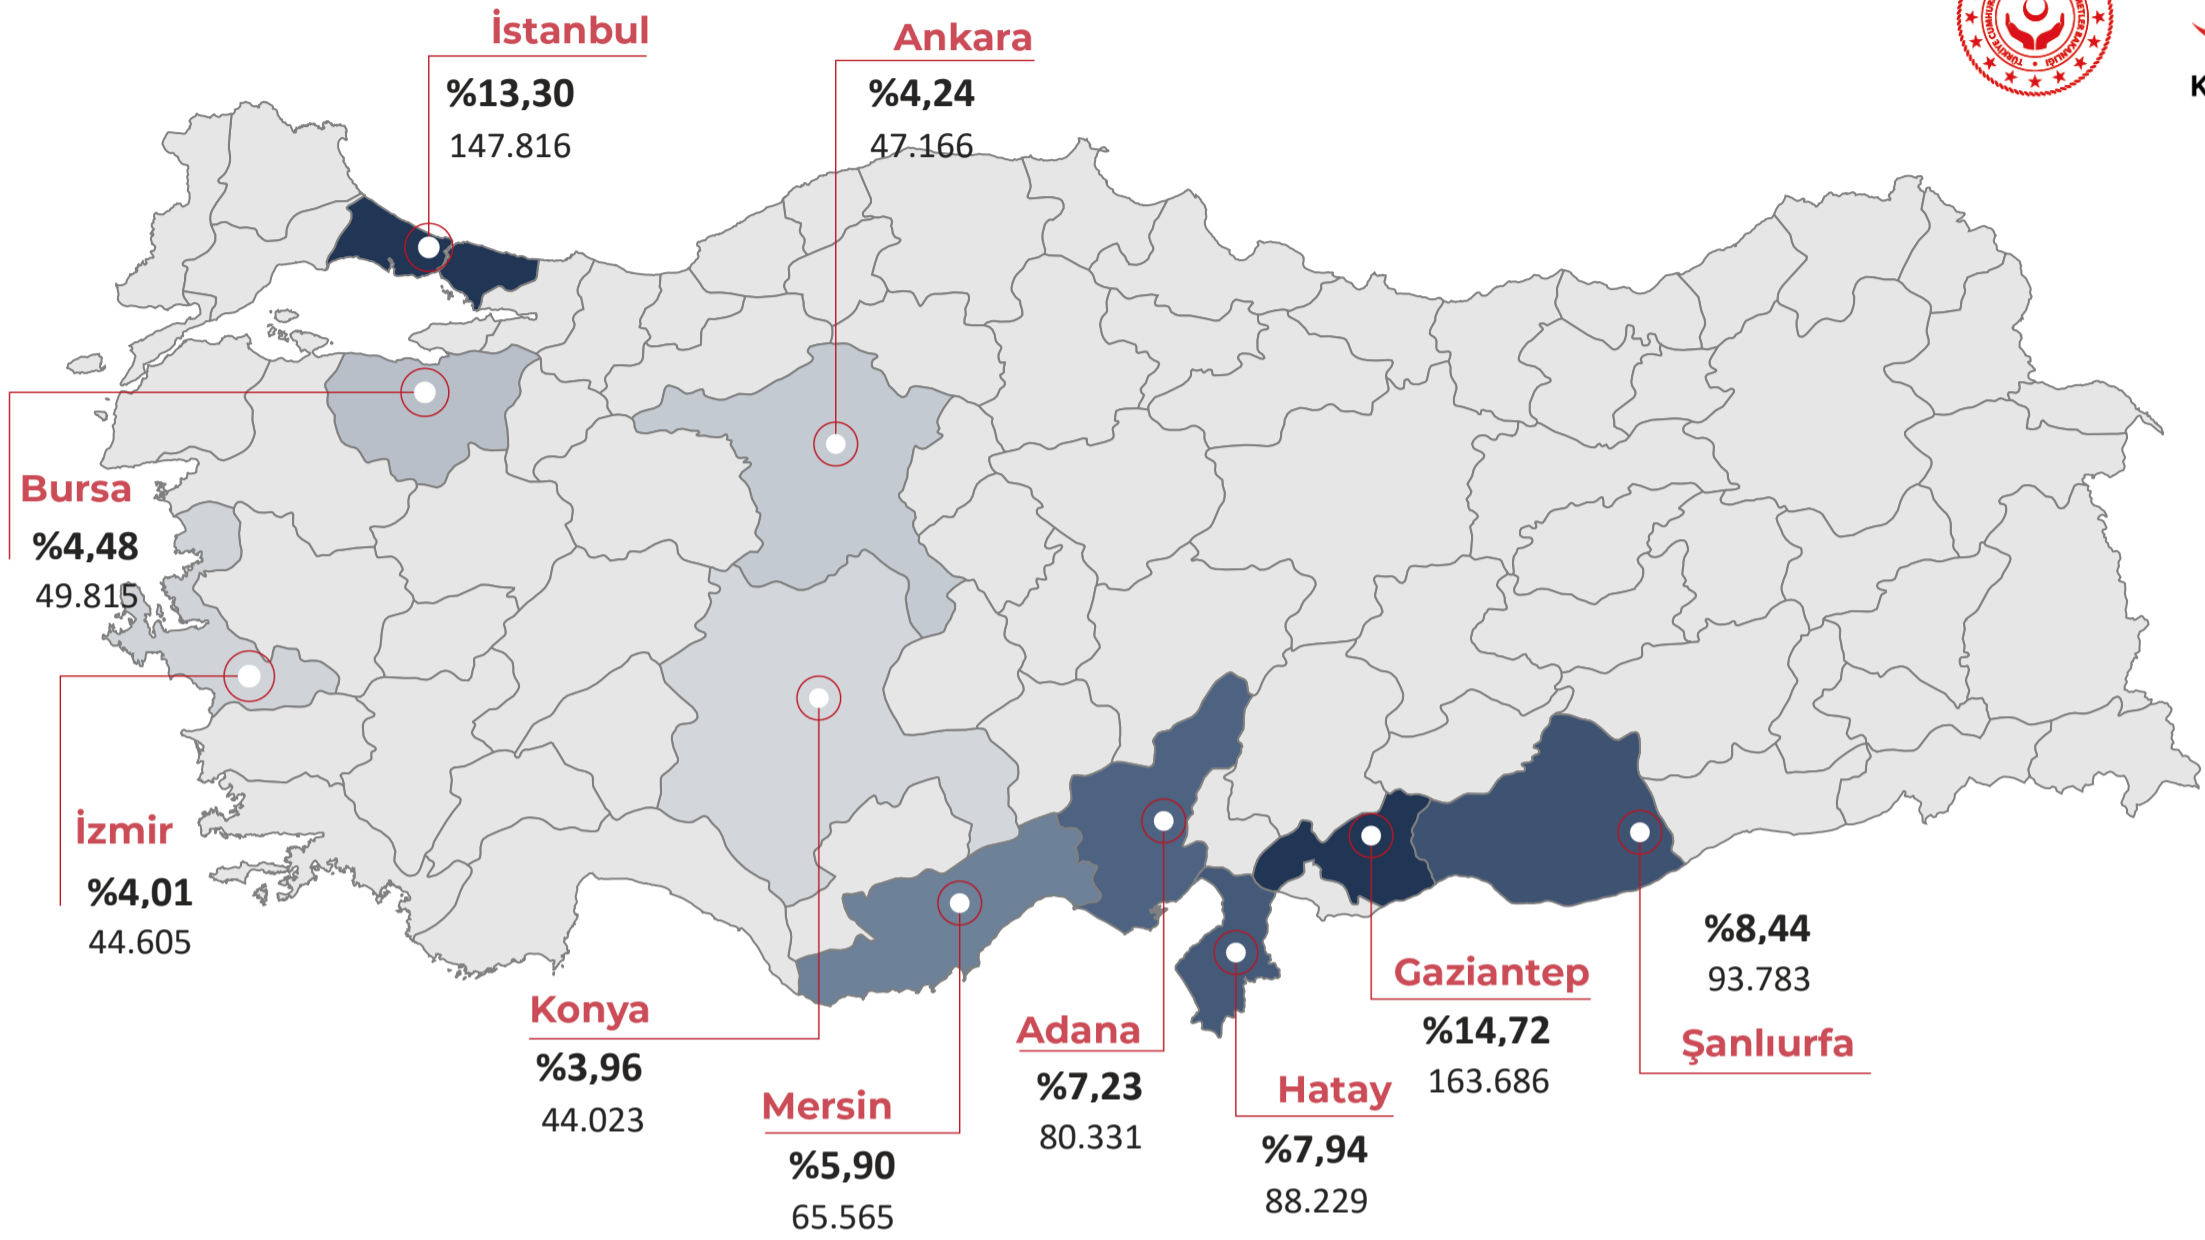 İstanbul
%13,30
147.816
Ankara
%4,24
47.166
K
Bursa
%4,48
49.815
İzmir
%4,01
44.605
Konya
%3,96
44.023
Mersin
%5,90
65.565
Adana
%7,23
80.331
Hatay
%7,94
88.229
Gaziantep
%14,72
163.686
%8,44
93.783
Şanlıurfa